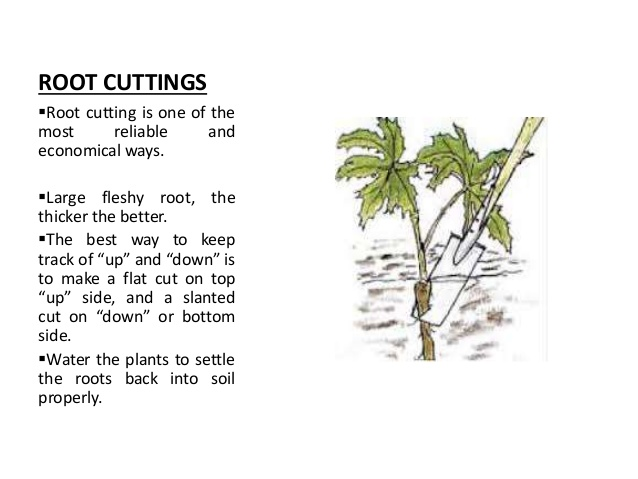 ROOT CUTTINGS
▪Root cutting is one of the
most reliable and
economical ways.
▪Large fleshy root, the
thicker the better.
▪The best way to keep
track of “up” and “down” is
to make a flat cut on top
“up” side, and a slanted
cut on “down” or bottom
side.
▪Water the plants to settle
the roots back into soil
properly.